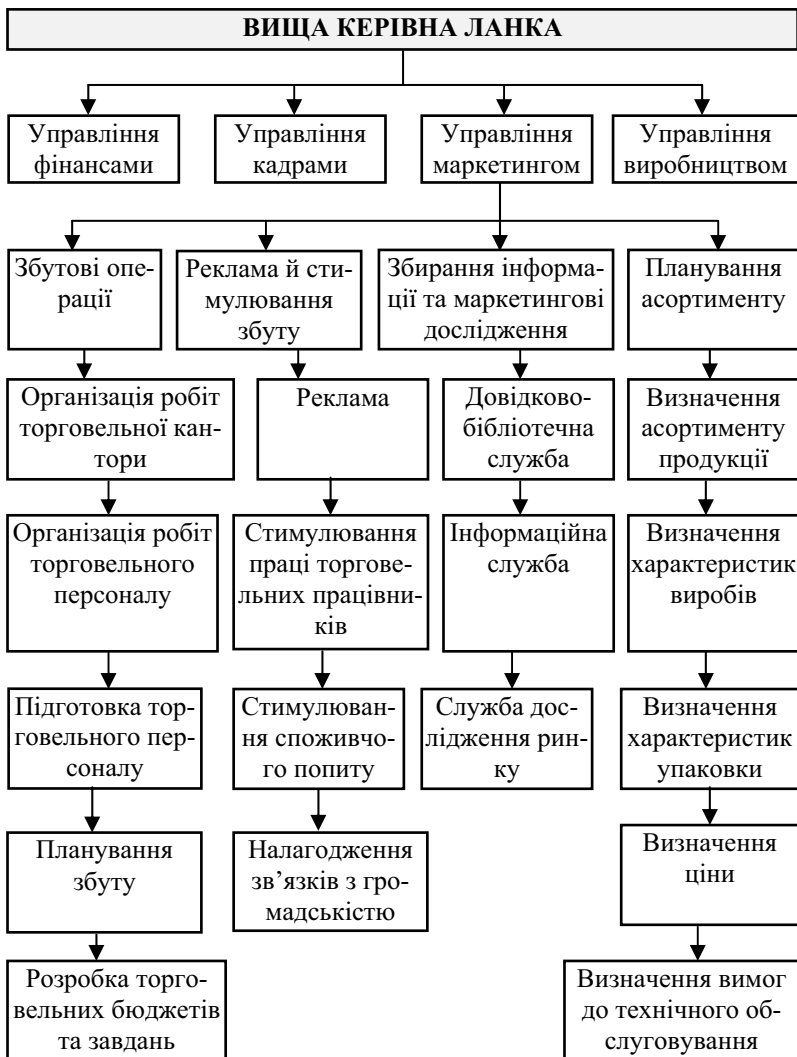 ВИЩА КЕРІВНА ЛАНКА
Управління
фінансами
Управління
кадрами
Управління
маркетингом
Управління
виробництвом
Збутові опе-
рації
Реклама й сти-
мулювання
збуту
Збирання інформа-
ції та маркетингові
дослідження
Планування
асортименту
Організація робіт
торговельної кан-
тори
Реклама
Довідково-
бібліотечна
служба
Визначення
асортименту
продукції
Організація робіт
торговельного
персоналу
Стимулювання
праці торгове-
льних працівни-
ків
Інформаційна
служба
Визначення
характеристик
виробів
Підготовка тор-
говельного пер-
соналу
Стимулюван-
ня споживчо-
го попиту
Служба дос-
лідження рин-
ку
Визначення
характеристик
упаковки
Планування
збуту
Налагодження
зв’язків з гро-
мадськістю
Визначення
ціни
Розробка торго-
вельних бюджетів
та завдань
Визначення вимог
до технічного об-
слуговування